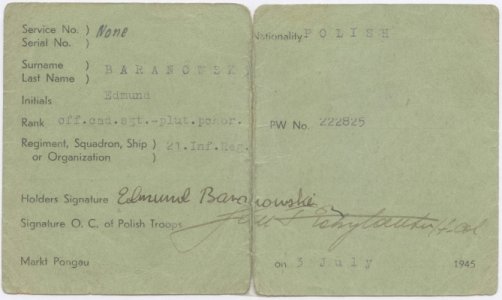 Service No. ) None
Serial No. )
Nationality POLISH
Surname )
Last Name ) BARANOWSKI
Initials Edmund
Rank off.cad.sgt.-plut.pchor.
PW No. 222825
Regiment, Squadron, Ship )
or Organization ) 21.Inf.Reg.
Holders Signature Edmund Baranowski
Signature O. C. of Polish Troops
Markt Pongau on 3 July 1945